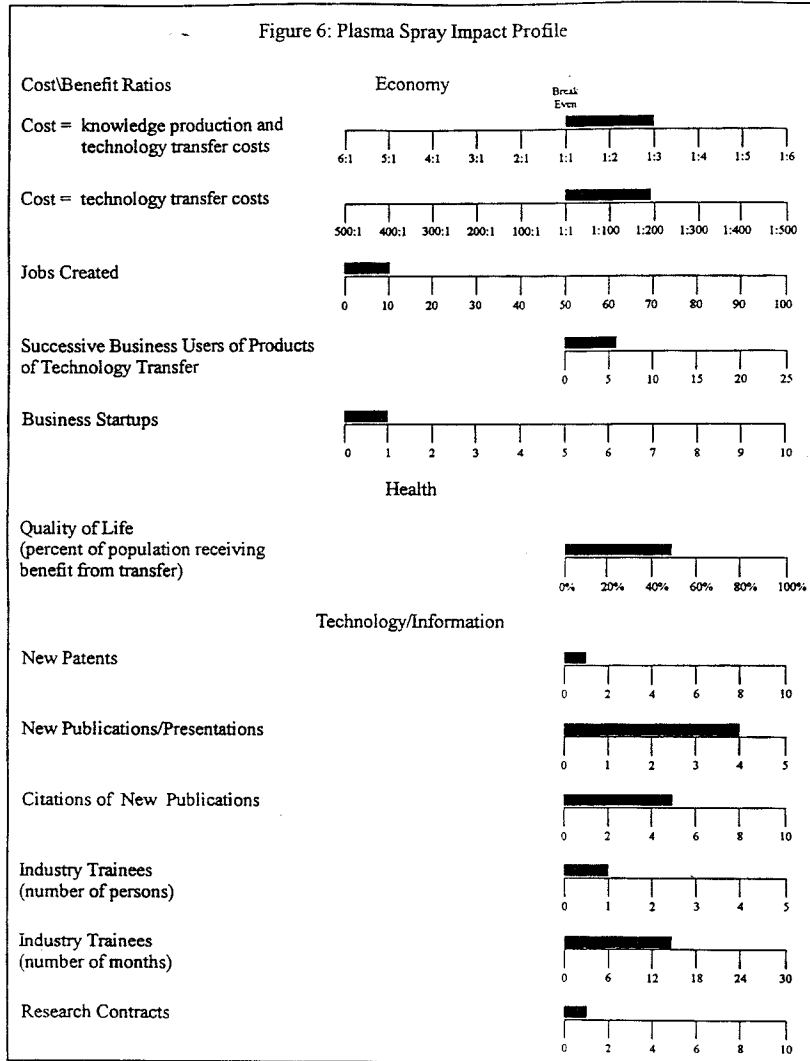 Figure 6: Plasma Spray Impact Profile
Cost\Benefit Ratios
Economy
Break
Even
Cost = knowledge production and
technology transfer costs
6:1 5:1 4:1 3:1 2:1 1:1 1:2 1:3 1:4 1:5 1:6
Cost = technology transfer costs
500:1 400:1 300:1 200:1 100:1 1:1 1:100 1:200 1:300 1:400 1:500
Jobs Created
0 10 20 30 40 50 60 70 80 90 100
Successive Business Users of Products
of Technology Transfer
0 5 10 15 20 25
Business Startups
0 1 2 3 4 5 6 7 8 9 10
Health
Quality of Life
(percent of population receiving
benefit from transfer)
0% 20% 40% 60% 80% 100%
Technology/Information
New Patents
0 2 4 6 8 10
New Publications/Presentations
0 1 2 3 4 5
Citations of New Publications
0 2 4 6 8 10
Industry Trainees
(number of persons)
0 1 2 3 4 5
Industry Trainees
(number of months)
0 6 12 18 24 30
Research Contracts
0 2 4 6 8 10